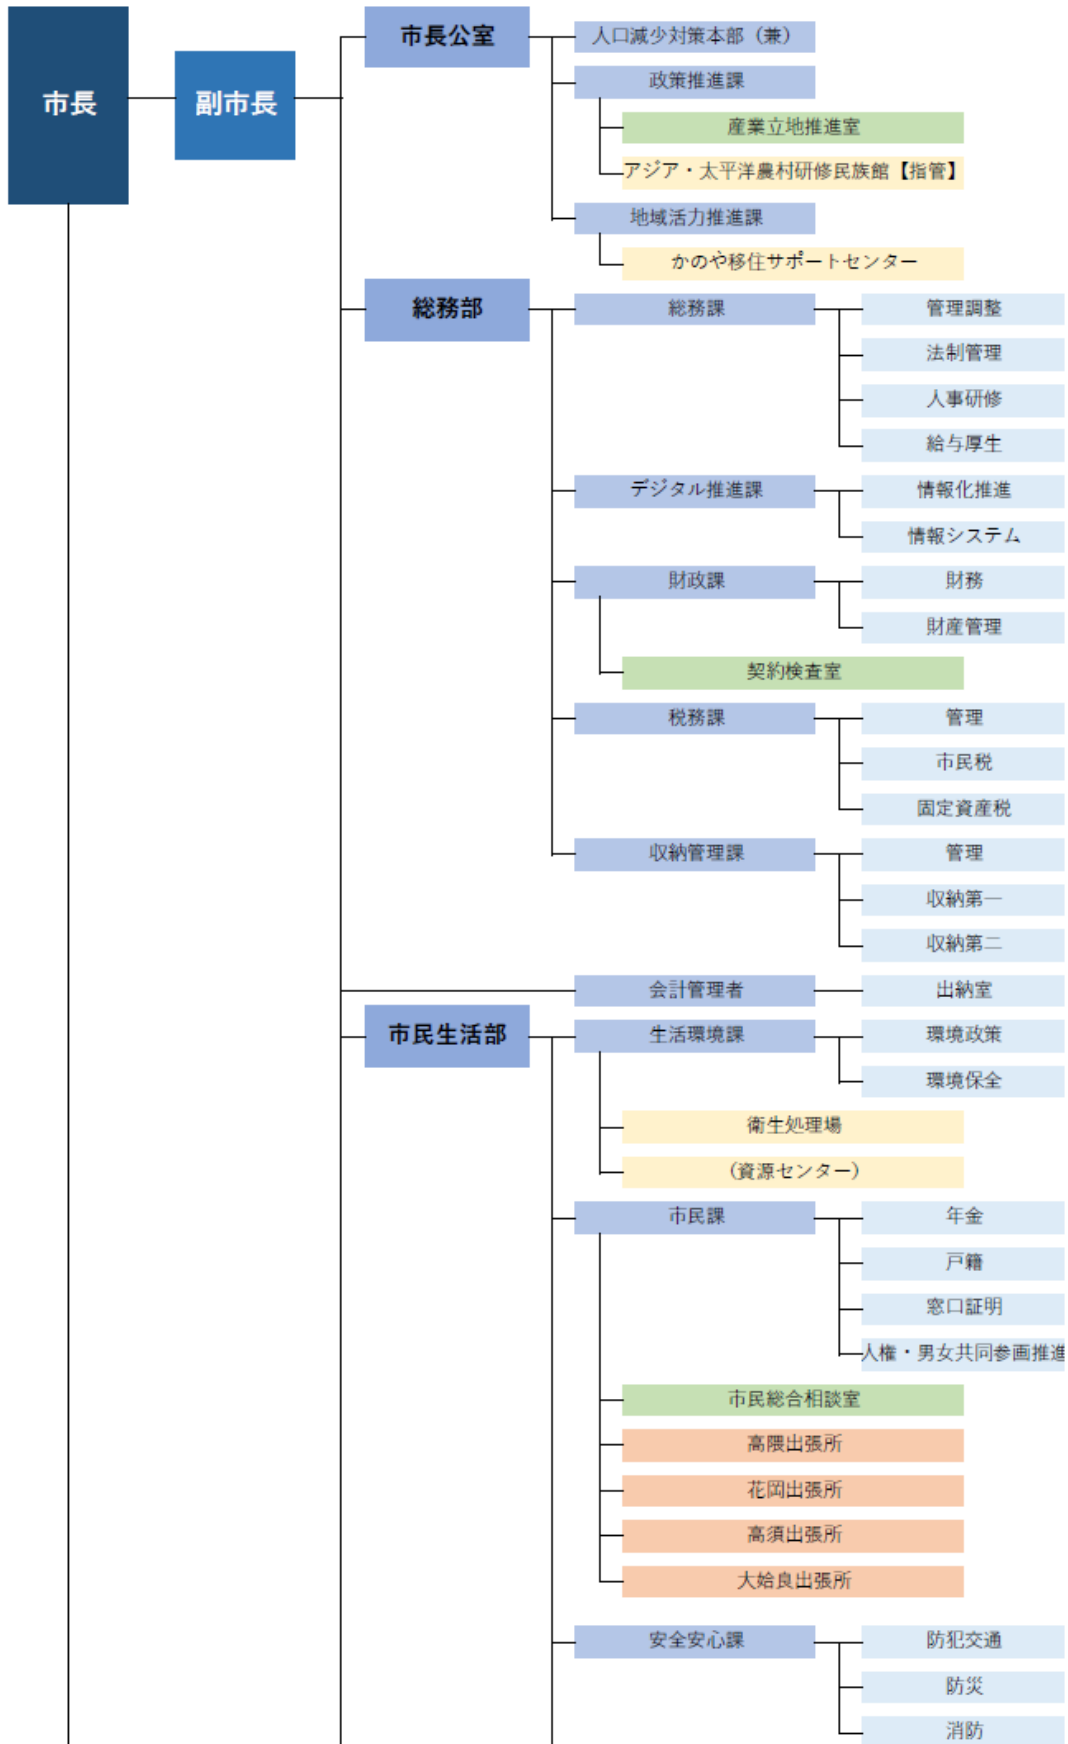 市長
副市長
市長公室
人口減少対策本部（兼）
政策推進課
産業立地推進室
アジア・太平洋農村研修民族館【指管】
地域活力推進課
かのや移住サポートセンター
総務部
総務課
管理調整
法制管理
人事研修
給与厚生
デジタル推進課
情報化推進
情報システム
財政課
財務
財産管理
契約検査室
税務課
管理
市民税
固定資産税
収納管理課
管理
収納第一
収納第二
会計管理者
出納室
市民生活部
生活環境課
環境政策
環境保全
衛生処理場
(資源センター)
市民課
年金
戸籍
窓口証明
人権・男女共同参画推進
市民総合相談室
高隈出張所
花岡出張所
高須出張所
大姶良出張所
安全安心課
防犯交通
防災
消防